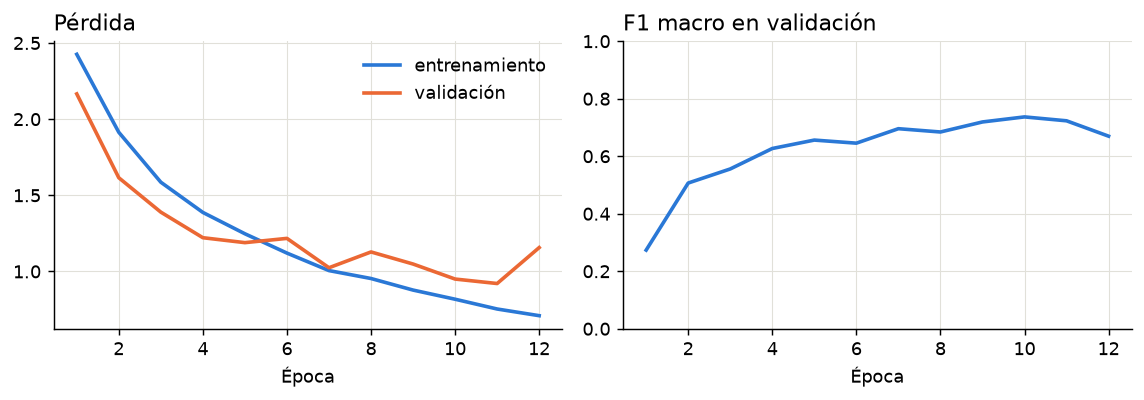 Pérdida
2.5
2.0
1.5
1.0
entrenamiento
validación
2 4 6 8 10 12
Época
F1 macro en validación
1.0
0.8
0.6
0.4
0.2
0.0
2 4 6 8 10 12
Época